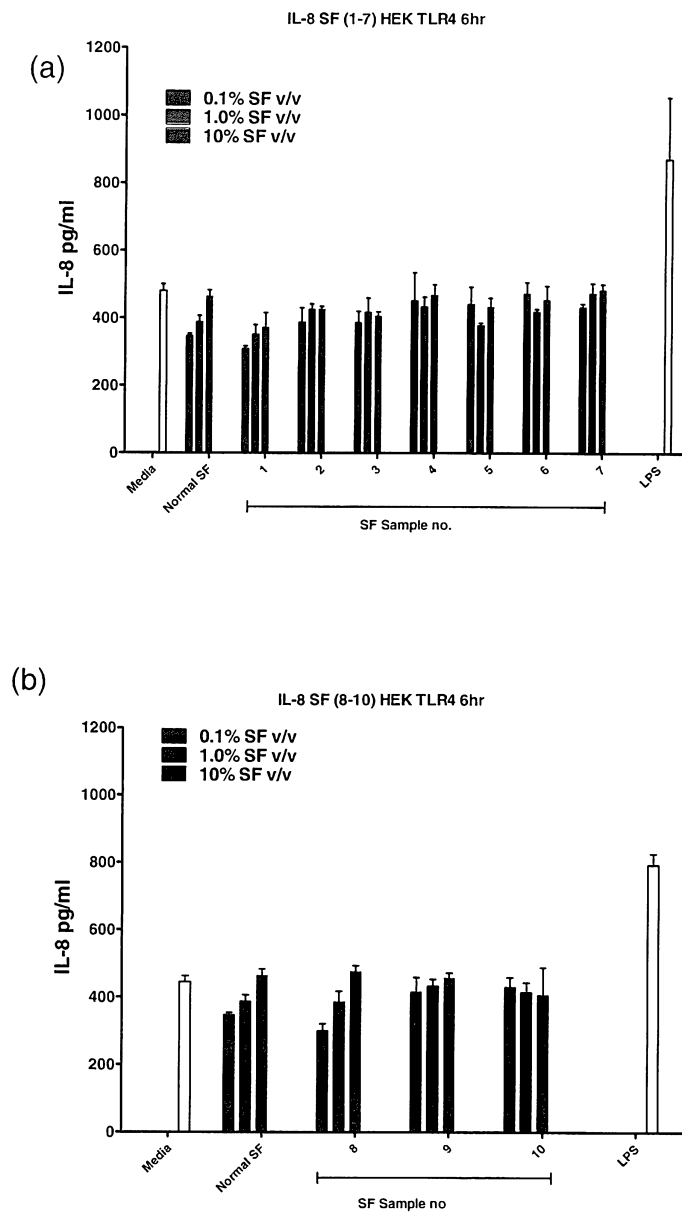 IL-8 SF (1-7) HEK TLR4 6hr
(a)
1200
1000
800
600
400
200
0
IL-8 pg/ml
0.1% SF v/v
1.0% SF v/v
10% SF v/v
Media
Normal SF
1
2
3
4
5
6
7
LPS
SF Sample no.
(b)
IL-8 SF (8-10) HEK TLR4 6hr
1200
1000
800
600
400
200
0
IL-8 pg/ml
0.1% SF v/v
1.0% SF v/v
10% SF v/v
Media
Normal SF
8
9
10
LPS
SF Sample no